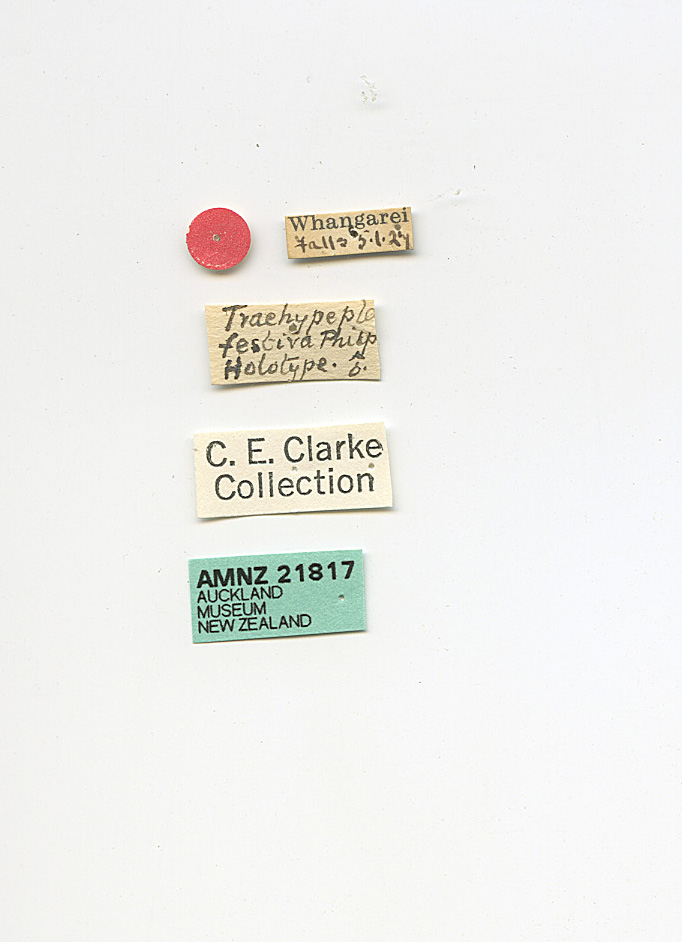 Whangarei
Falls 5.1.24
Trachypeple
festiva Philp
Holotype.
C. E. Clarke
Collection
AMNZ 21817
AUCKLAND
MUSEUM
NEW ZEALAND